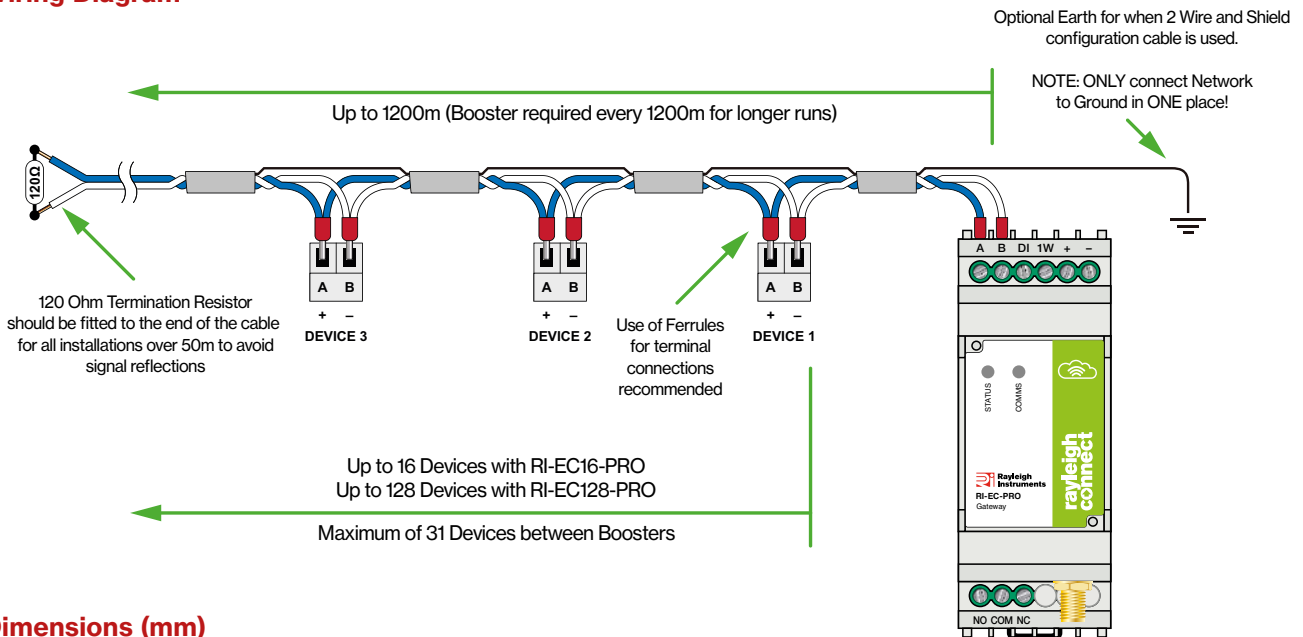 Wiring Diagram
Optional Earth for when 2 Wire and Shield
configuration cable is used.
NOTE: ONLY connect Network
to Ground in ONE place!
Up to 1200m (Booster required every 1200m for longer runs)
120Ω
120 Ohm Termination Resistor
should be fitted to the end of the cable
for all installations over 50m to avoid
signal reflections
A B
+ –
DEVICE 3
A B
+ –
DEVICE 2
Use of Ferrules
for terminal
connections
recommended
A B
+ –
DEVICE 1
A B DI 1W + –
STATUS
COMMS
Rayleigh
Instruments
RI-EC-PRO
Gateway
rayleigh
connect
NO COM NC
Up to 16 Devices with RI-EC16-PRO
Up to 128 Devices with RI-EC128-PRO
Maximum of 31 Devices between Boosters
Dimensions (mm)